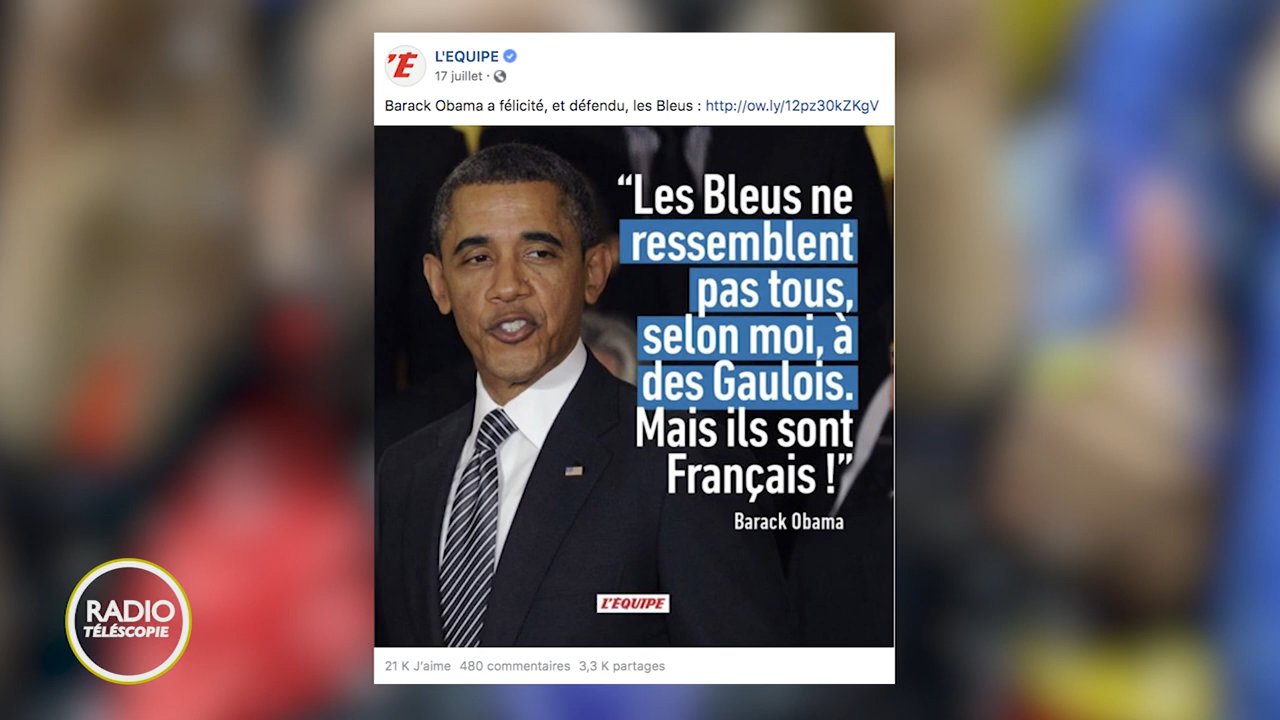 L'EQUIPE
17 juillet ·
Barack Obama a félicité, et défendu, les Bleus : http://ow.ly/12pz30kZKgV
“Les Bleus ne
ressemblent
pas tous,
selon moi, à
des Gaulois.
Mais ils sont
Français !”
Barack Obama
L'ÉQUIPE
21 K J’aime 480 commentaires 3,3 K partages
RADIO
TÉLÉSCOPIE